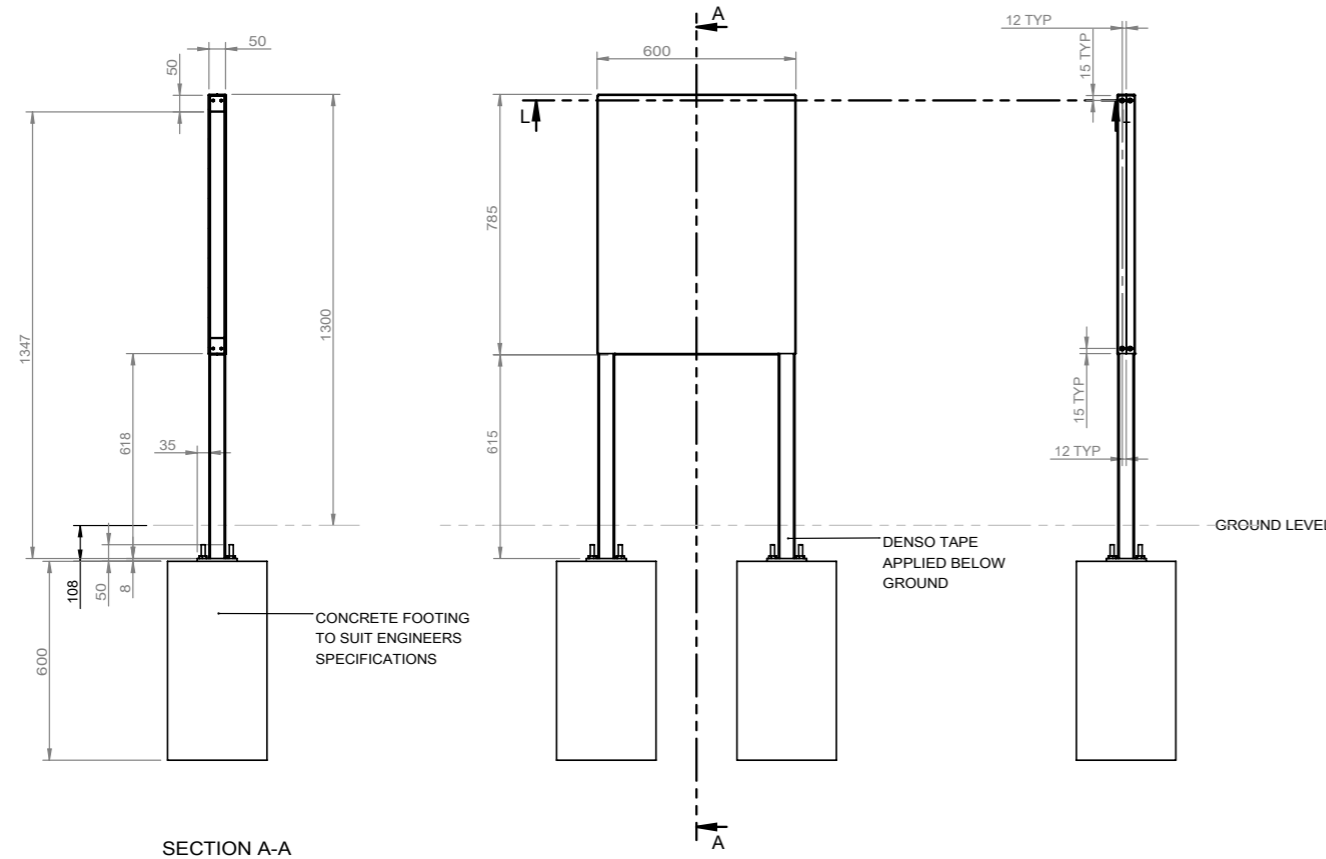 A
12 TYP
50
600
50
15 TYP
L
785
1300
1347
618
615
35
15 TYP
12 TYP
GROUND LEVEL
DENSO TAPE
APPLIED BELOW
GROUND
108
50
8
CONCRETE FOOTING
TO SUIT ENGINEERS
SPECIFICATIONS
600
A
SECTION A-A